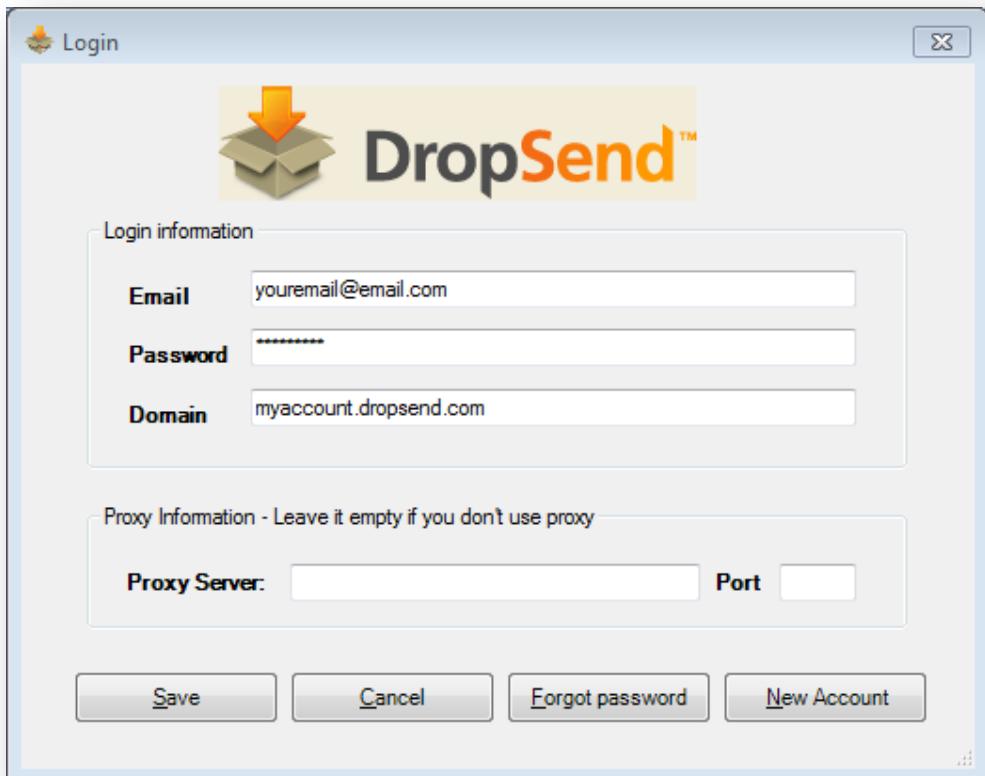 Login
DropSend™
Login information
Email youremail@email.com
Password *********
Domain myaccount.dropsend.com
Proxy Information - Leave it empty if you don't use proxy
Proxy Server: Port
Save Cancel Forgot password New Account